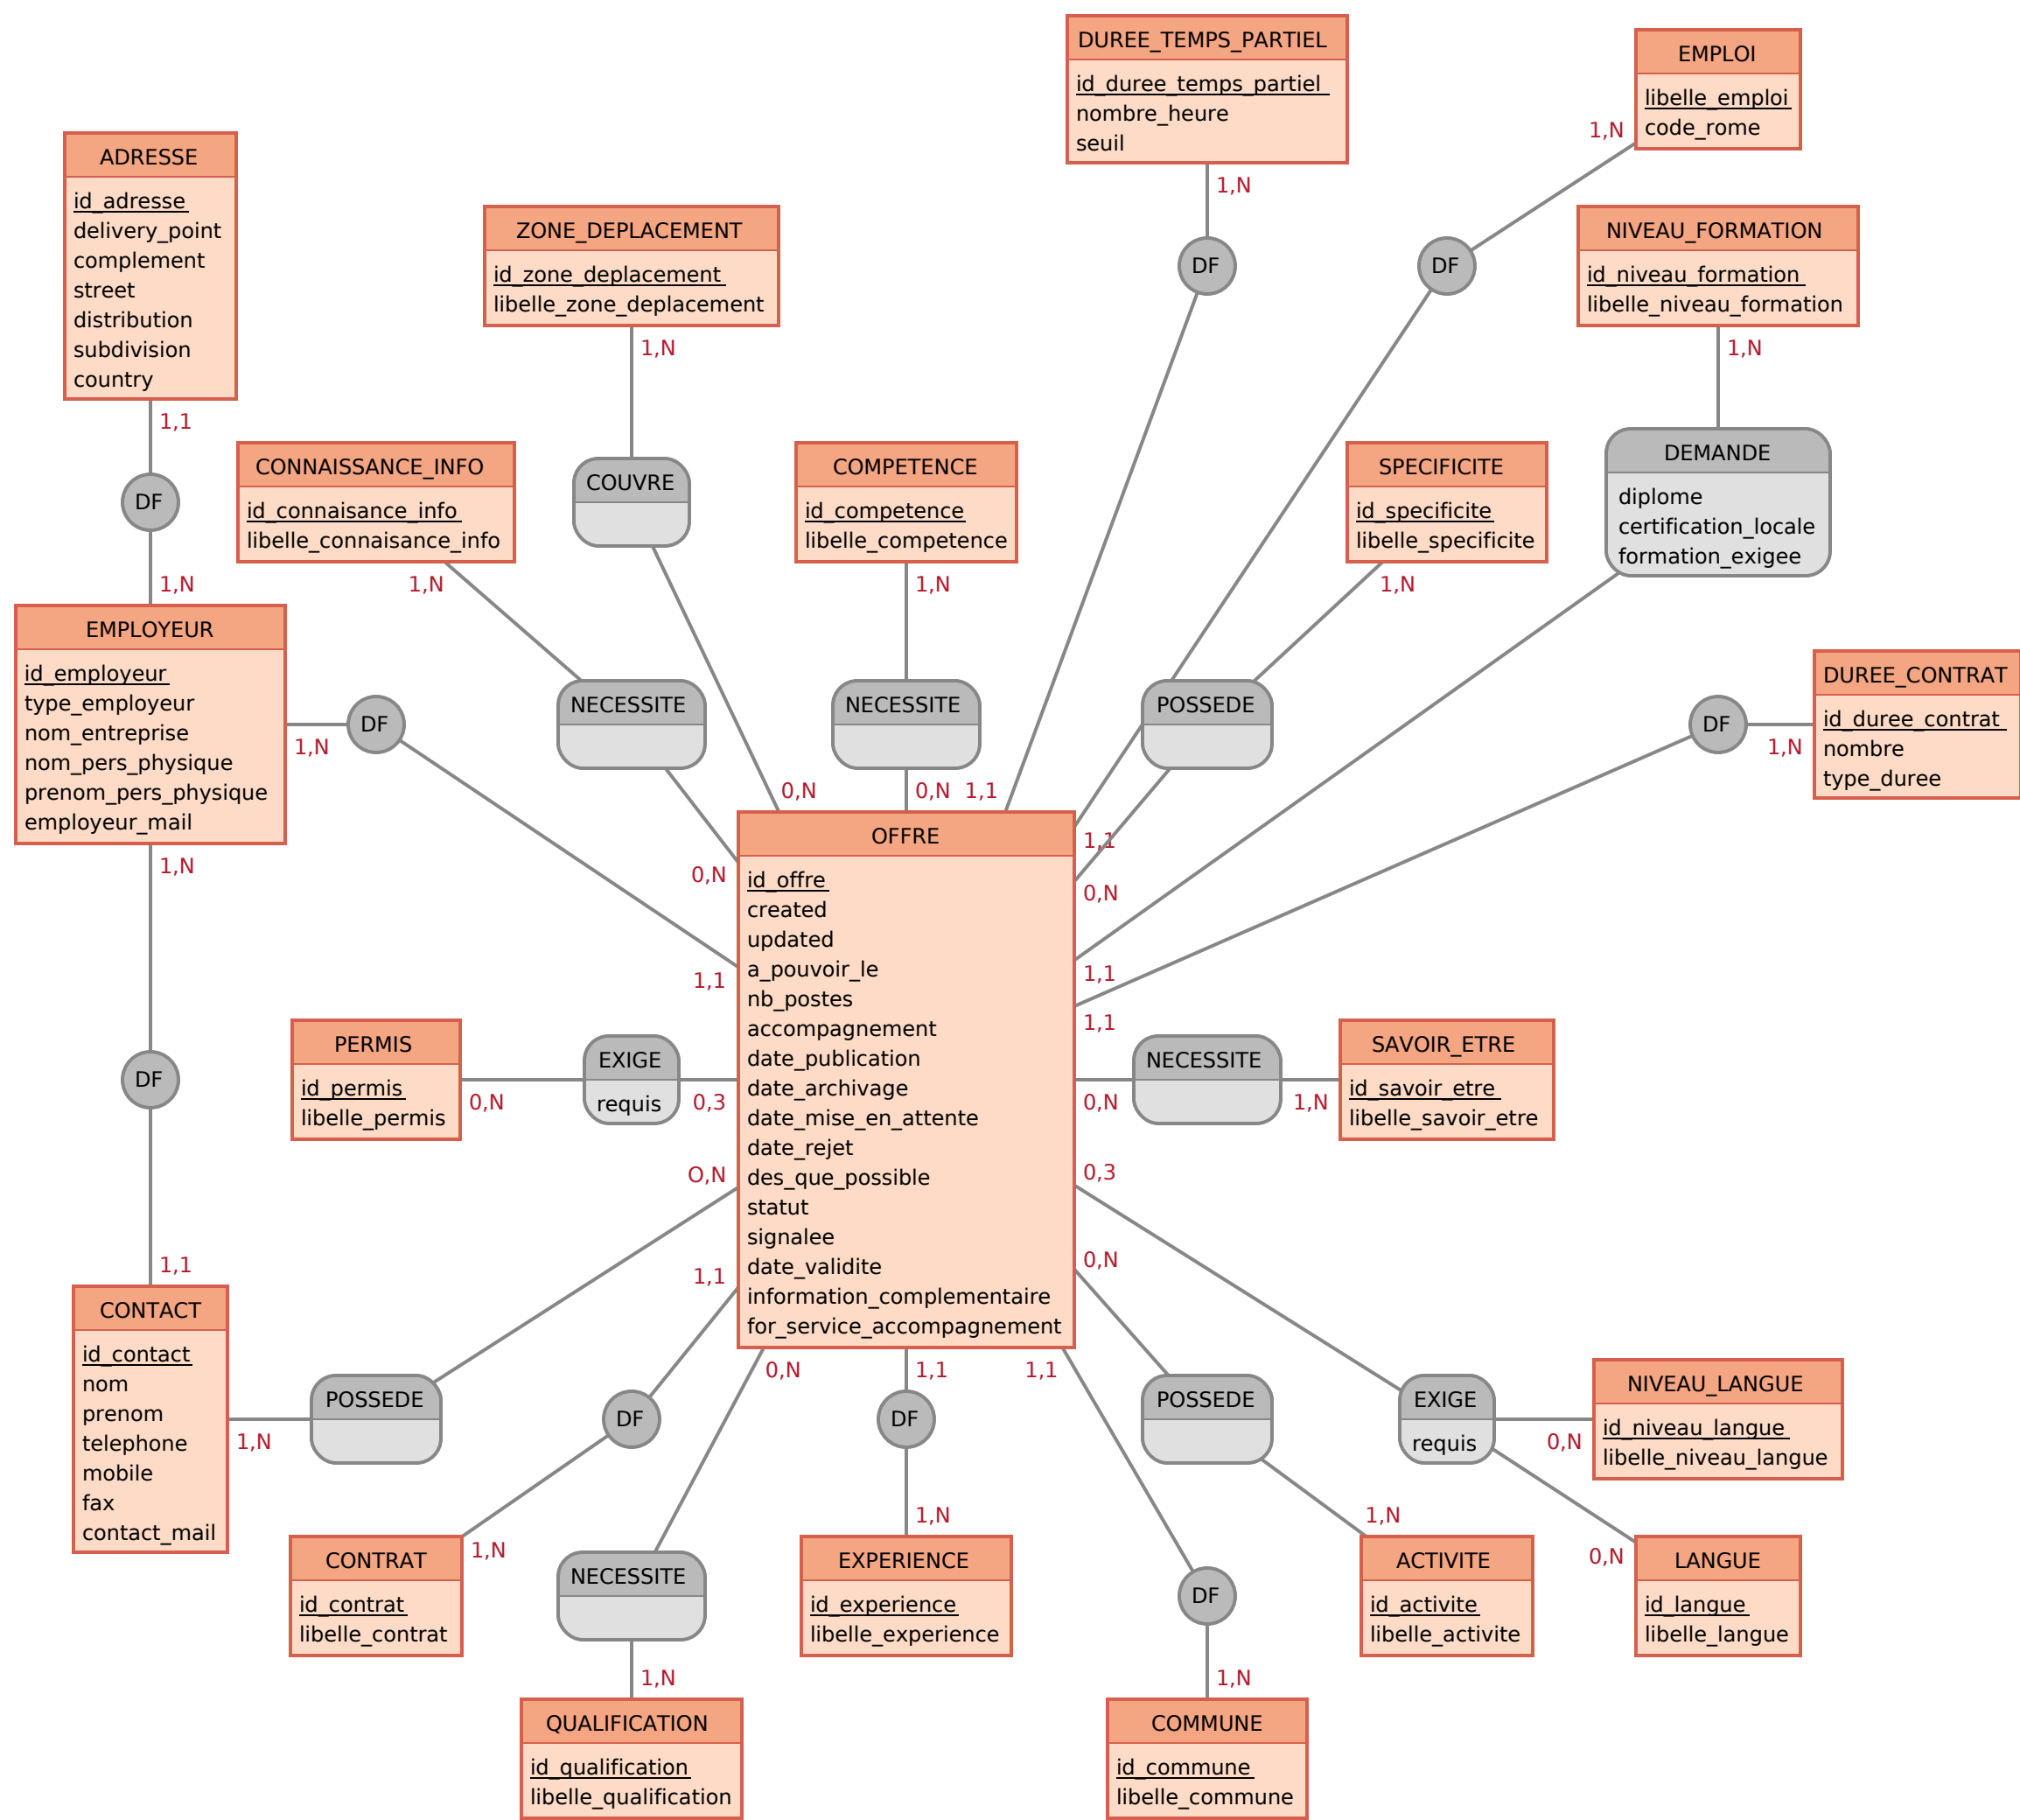 DUREE_TEMPS_PARTIEL
id_duree_temps_partiel
nombre_heure
seuil
1,N
DF
EMPLOI
libelle_emploi
code_rome
1,N
DF
ADRESSE
id_adresse
delivery_point
complement
street
distribution
subdivision
country
1,1
DF
1,N
ZONE_DEPLACEMENT
id_zone_deplacement
libelle_zone_deplacement
1,N
COUVRE
0,N
NIVEAU_FORMATION
id_niveau_formation
libelle_niveau_formation
1,N
DEMANDE
diplome
certification_locale
formation_exigee
CONNAISSANCE_INFO
id_connaisance_info
libelle_connaisance_info
1,N
NECESSITE
0,N
COMPETENCE
id_competence
libelle_competence
1,N
NECESSITE
0,N
1,1
SPECIFICITE
id_specificite
libelle_specificite
1,N
POSSEDE
1,1
0,N
EMPLOYEUR
id_employeur
type_employeur
nom_entreprise
nom_pers_physique
prenom_pers_physique
employeur_mail
1,N
DF
1,N
1,1
DUREE_CONTRAT
id_duree_contrat
nombre
type_duree
DF
1,N
1,1
1,1
OFFRE
id_offre
created
updated
a_pouvoir_le
nb_postes
accompagnement
date_publication
date_archivage
date_mise_en_attente
date_rejet
des_que_possible
statut
signalee
date_validite
information_complementaire
for_service_accompagnement
DF
1,1
PERMIS
id_permis
libelle_permis
0,N
EXIGE
requis
0,3
NECESSITE
0,N
1,N
SAVOIR_ETRE
id_savoir_etre
libelle_savoir_etre
O,N
0,3
1,1
0,N
CONTACT
id_contact
nom
prenom
telephone
mobile
fax
contact_mail
1,N
POSSEDE
DF
0,N
1,1
DF
1,1
POSSEDE
1,N
EXIGE
requis
0,N
NIVEAU_LANGUE
id_niveau_langue
libelle_niveau_langue
CONTRAT
id_contrat
libelle_contrat
1,N
NECESSITE
1,N
EXPERIENCE
id_experience
libelle_experience
1,N
DF
1,N
ACTIVITE
id_activite
libelle_activite
0,N
LANGUE
id_langue
libelle_langue
QUALIFICATION
id_qualification
libelle_qualification
COMMUNE
id_commune
libelle_commune